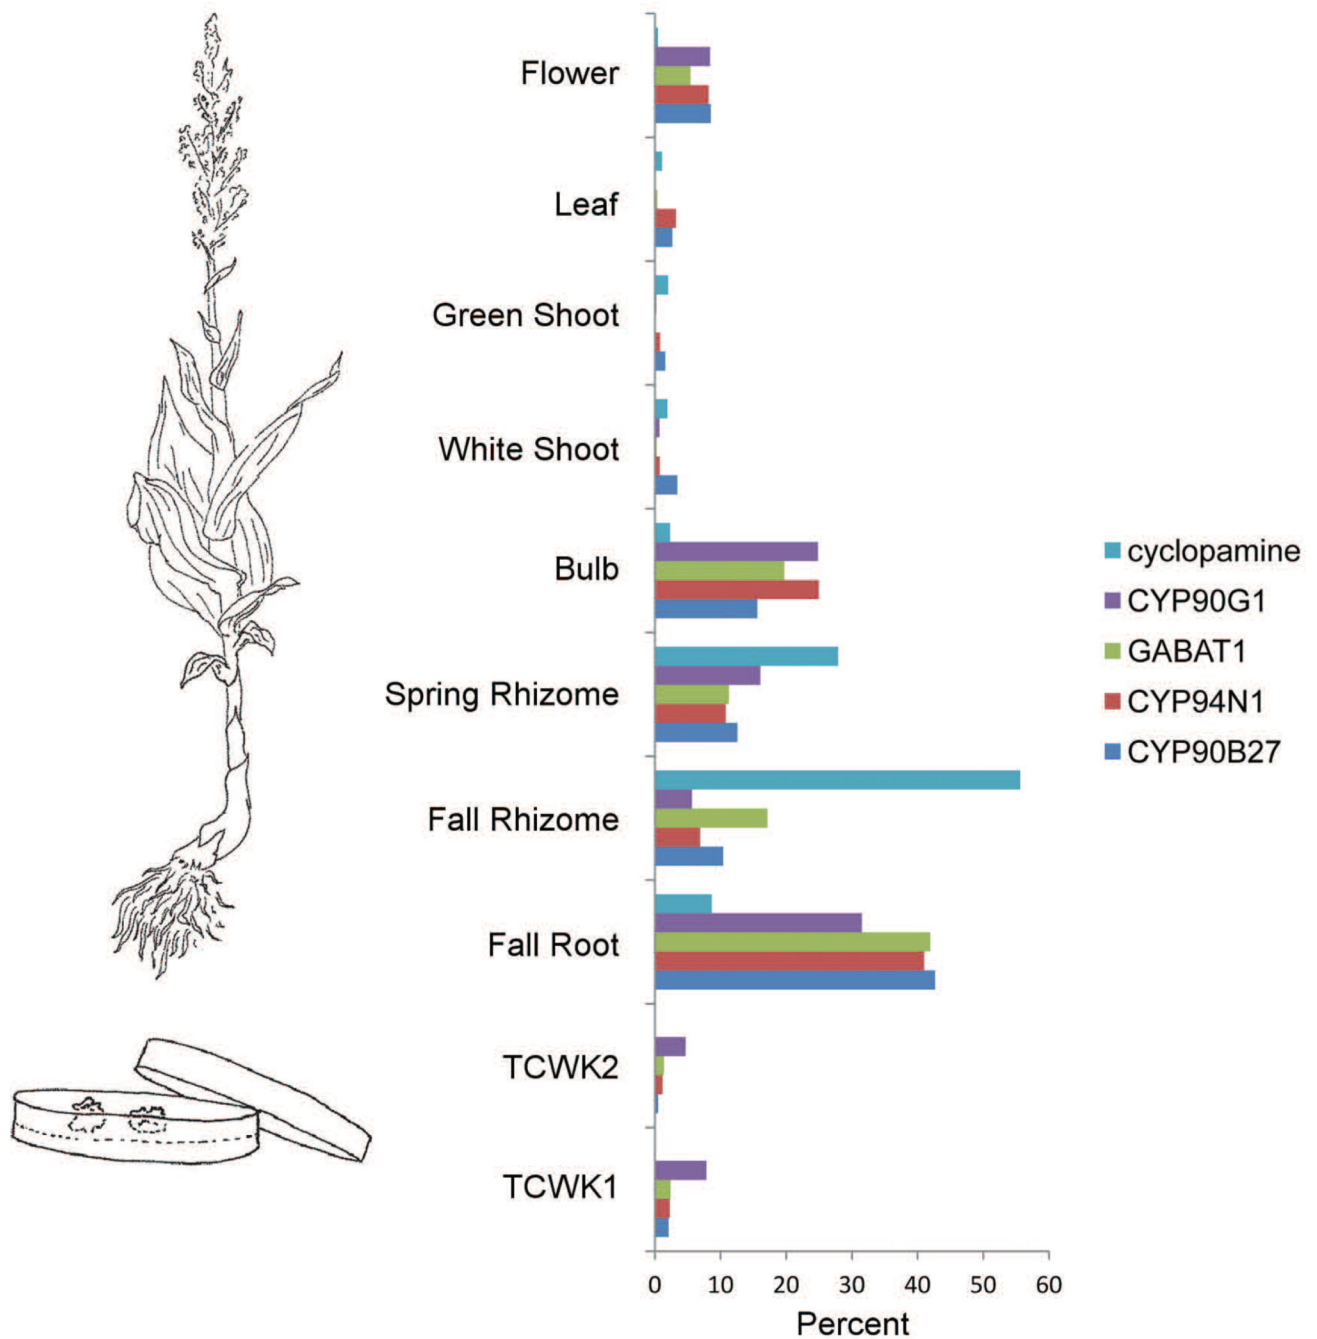 Flower
Leaf
Green Shoot
White Shoot
Bulb
Spring Rhizome
Fall Rhizome
Fall Root
TCWK2
TCWK1
0 10 20 30 40 50 60
Percent
cyclopamine
CYP90G1
GABAT1
CYP94N1
CYP90B27